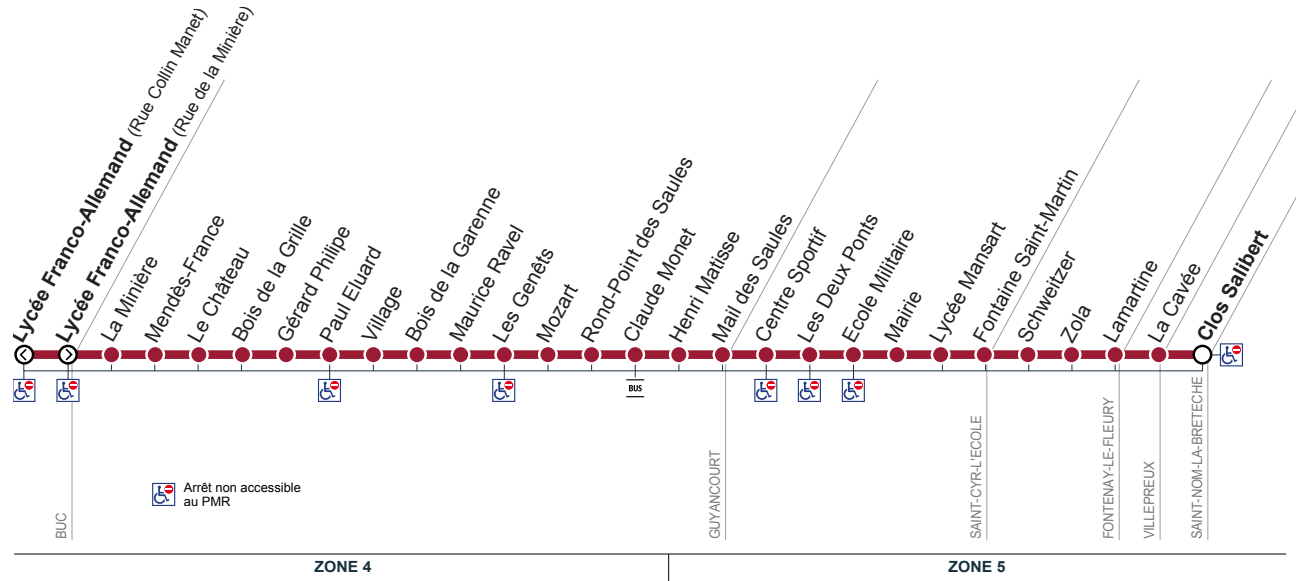 Lycée Franco-Allemand (Rue Collin Manet)
Lycée Franco-Allemand (Rue de la Minière)
La Minière
Mendès-France
Le Château
Bois de la Grille
Gérard Philipe
Paul Eluard
Village
Bois de la Garenne
Maurice Ravel
Les Genêts
Mozart
Rond-Point des Saules
Claude Monet
Henri Matisse
Mail des Saules
Centre Sportif
Les Deux Ponts
Ecole Militaire
Mairie
Lycée Mansart
Fontaine Saint-Martin
Schweitzer
Zola
Lamartine
La Cavée
Clos Salibert
BUS
Arrêt non accessible
au PMR
BUC
GUYANCOURT
SAINT-CYR-L'ECOLE
FONTENAY-LE-FLEURY
VILLEPREUX
SAINT-NOM-LA-BRETECHE
ZONE 4
ZONE 5